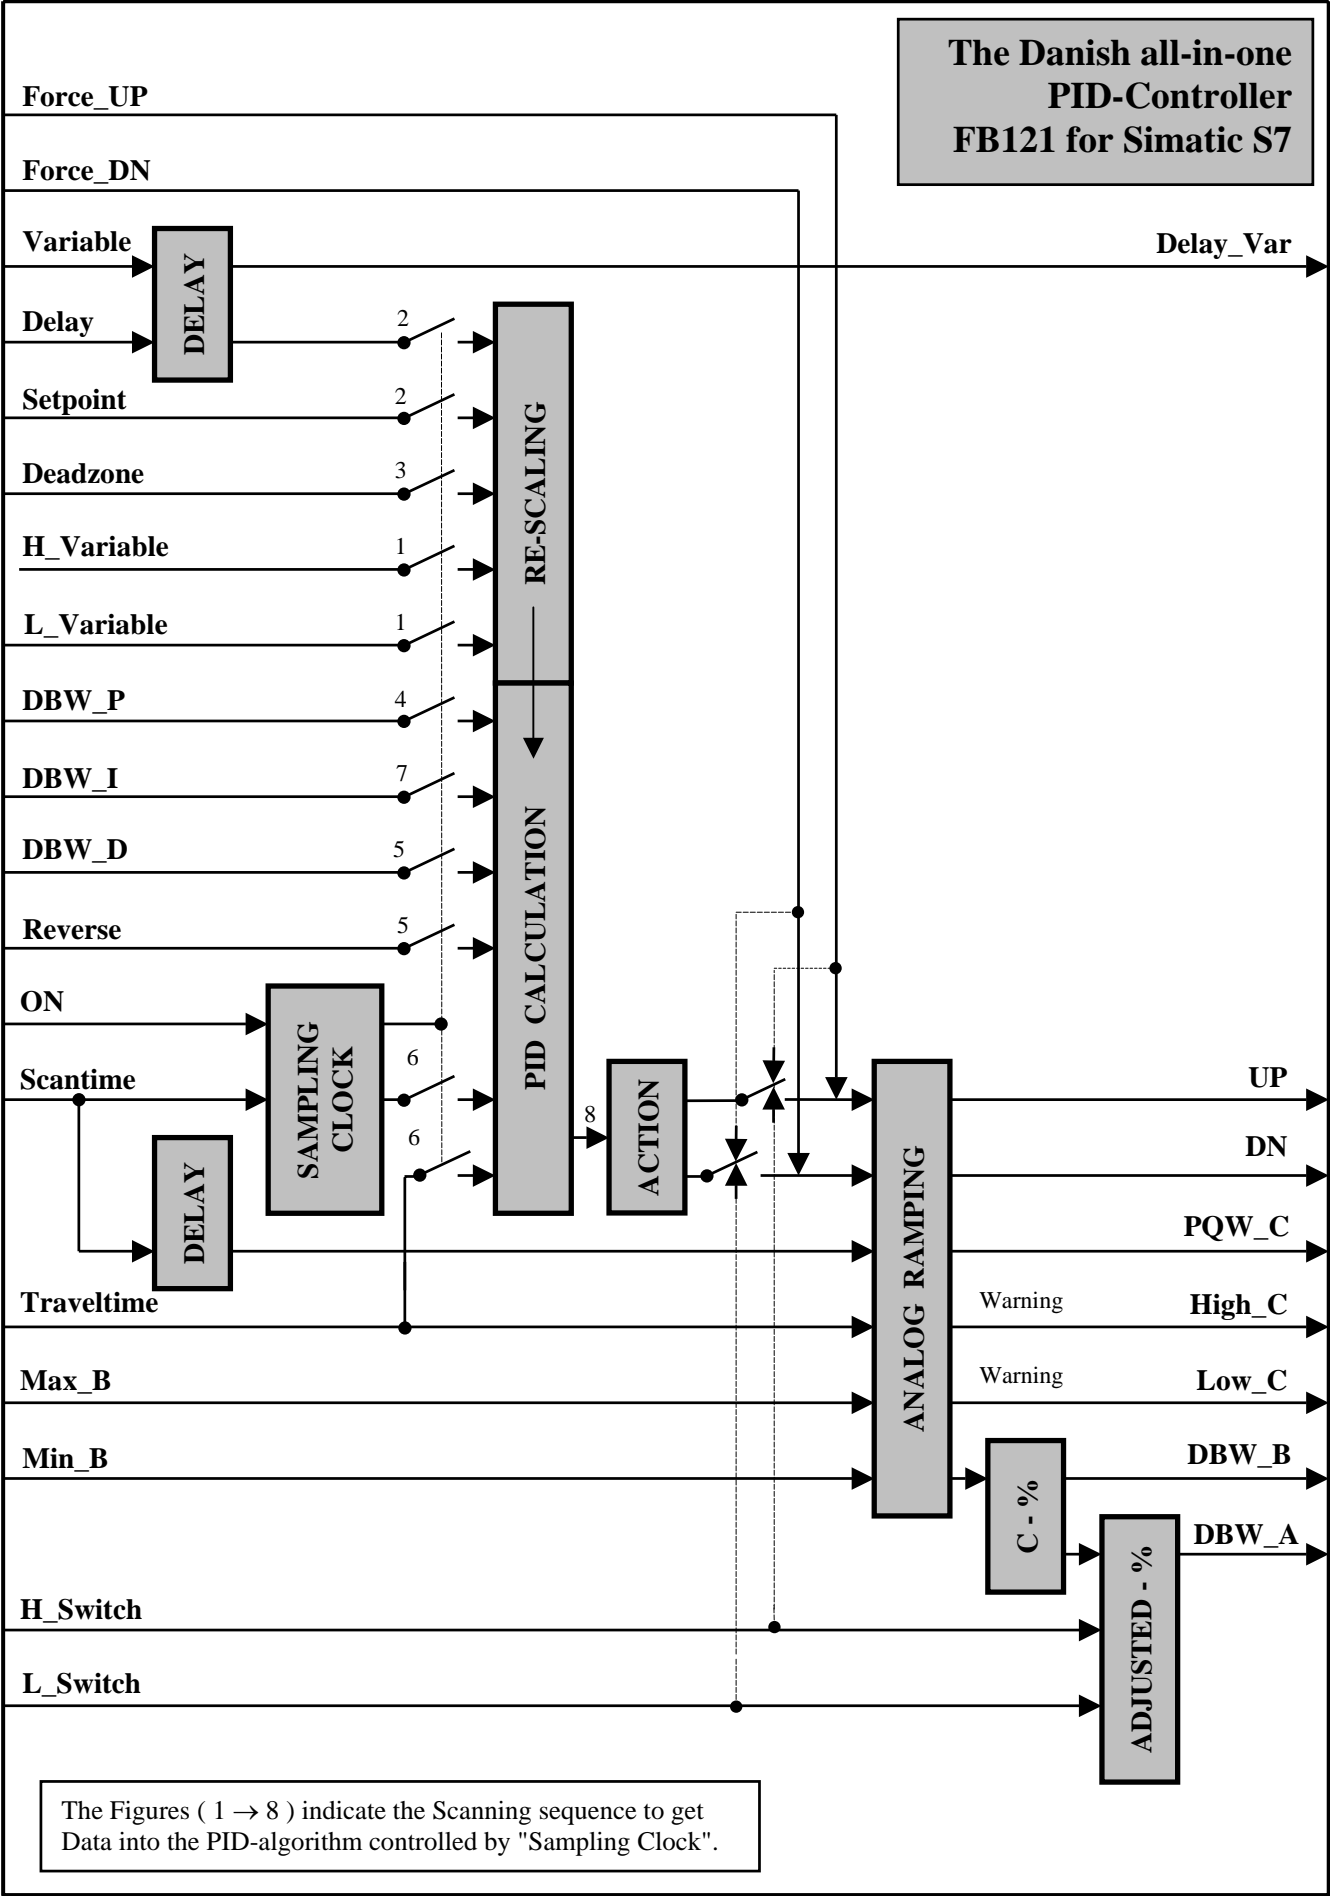 The Danish all-in-one
PID-Controller
FB121 for Simatic S7
Force_UP
Force_DN
Variable
Delay_Var
DELAY
Delay
2
Setpoint
2
RE-SCALING
Deadzone
3
H_Variable
1
L_Variable
1
DBW_P
4
DBW_I
7
PID CALCULATION
DBW_D
5
Reverse
5
ON
SAMPLING
CLOCK
Scantime
6
6
8
ACTION
UP
DN
DELAY
ANALOG RAMPING
PQW_C
Traveltime
Warning
High_C
Max_B
Warning
Low_C
Min_B
DBW_B
C - %
DBW_A
ADJUSTED - %
H_Switch
L_Switch
The Figures ( 1 → 8 ) indicate the Scanning sequence to get
Data into the PID-algorithm controlled by "Sampling Clock".